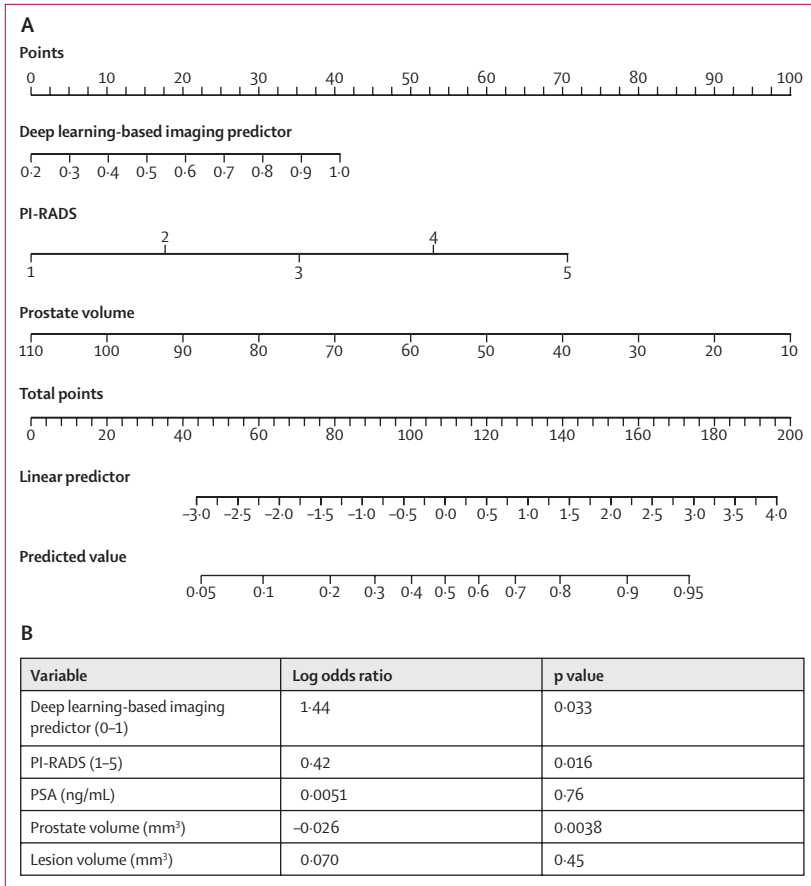 A
Points
0 10 20 30 40 50 60 70 80 90 100
Deep learning-based imaging predictor
0·2 0·3 0·4 0·5 0·6 0·7 0·8 0·9 1·0
PI-RADS
2 4
1 3 5
Prostate volume
110 100 90 80 70 60 50 40 30 20 10
Total points
0 20 40 60 80 100 120 140 160 180 200
Linear predictor
–3·0 –2·5 –2·0 –1·5 –1·0 –0·5 0·0 0·5 1·0 1·5 2·0 2·5 3·0 3·5 4·0
Predicted value
0·05 0·1 0·2 0·3 0·4 0·5 0·6 0·7 0·8 0·9 0·95
B
Variable Log odds ratio p value
Deep learning-based imaging 1·44 0·033
predictor (0–1)
PI-RADS (1–5) 0·42 0·016
PSA (ng/mL) 0·0051 0·76
Prostate volume (mm³) –0·026 0·0038
Lesion volume (mm³) 0·070 0·45